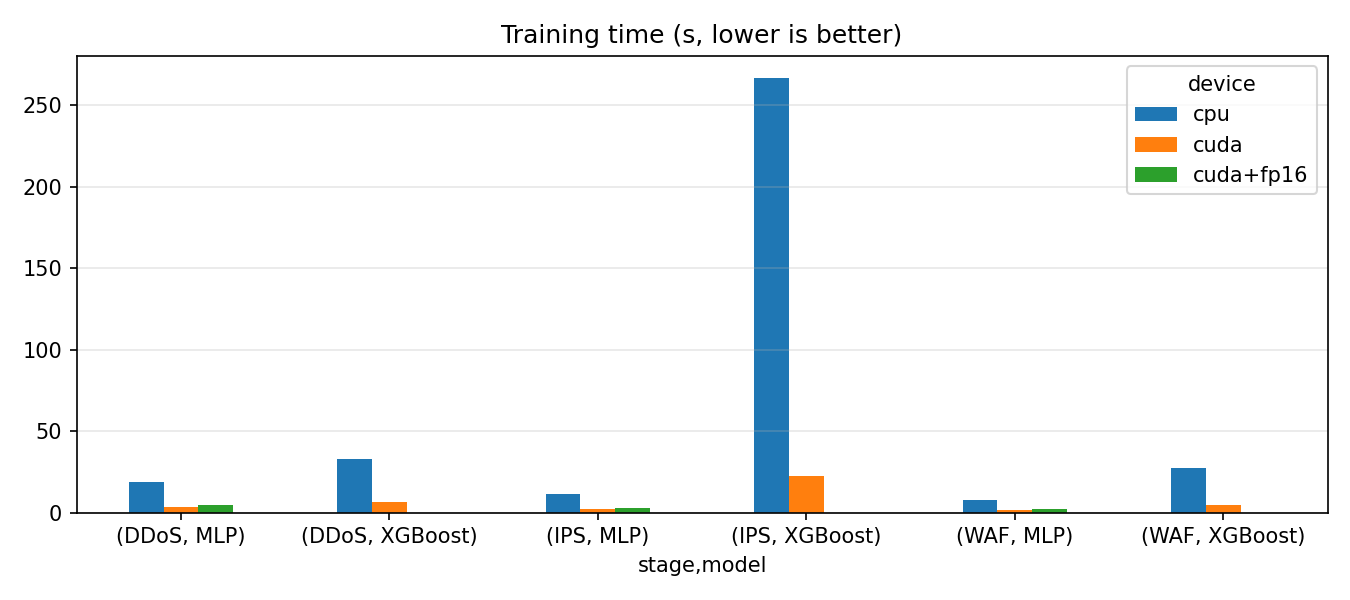 Training time (s, lower is better)
device
cpu
cuda
cuda+fp16
250
200
150
100
50
0
(DDoS, MLP) (DDoS, XGBoost) (IPS, MLP) (IPS, XGBoost) (WAF, MLP) (WAF, XGBoost)
stage,model